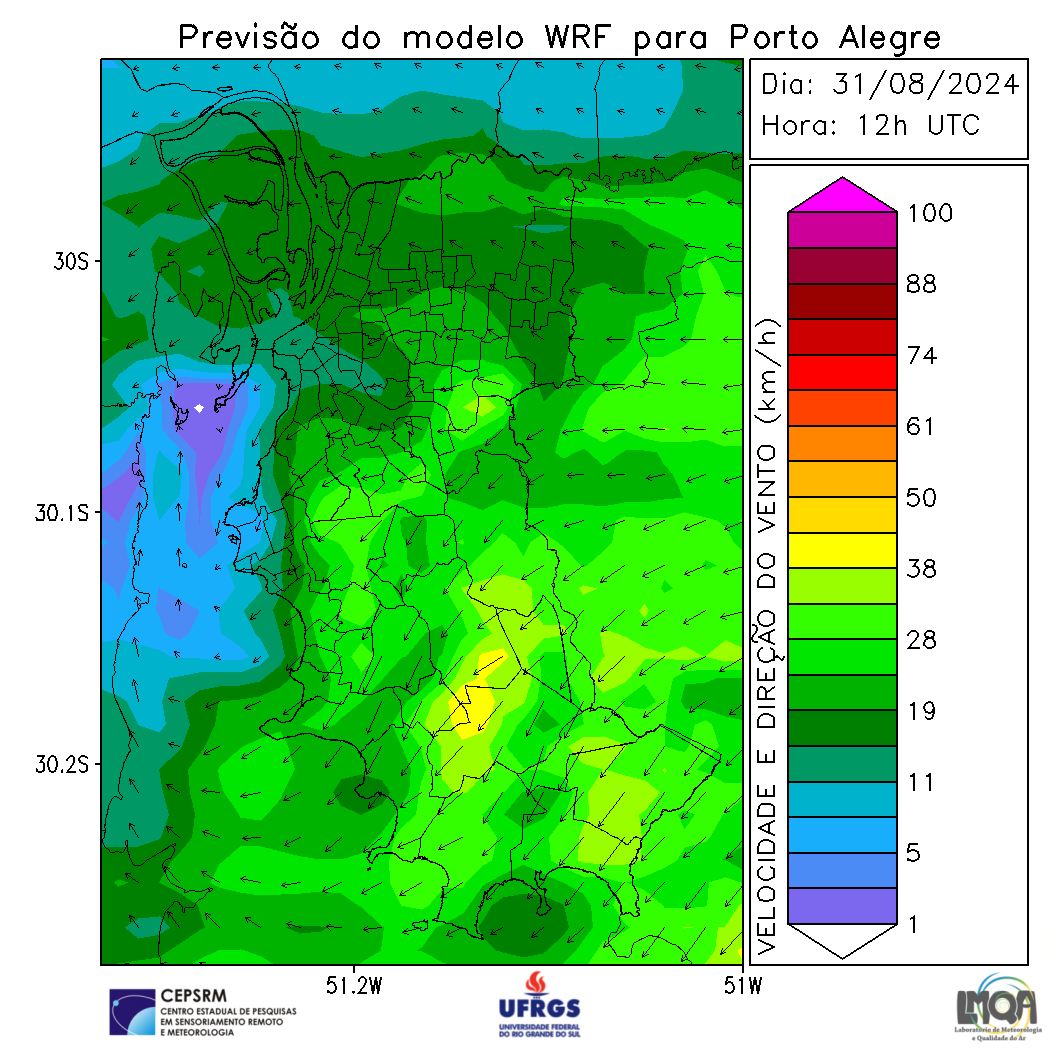 Previsão do modelo WRF para Porto Alegre
Dia: 31/08/2024
Hora: 12h UTC
30S
30.1S
30.2S
51.2W
51W
VELOCIDADE E DIREÇÃO DO VENTO (km/h)
100
88
74
61
50
38
28
19
11
5
1
CEPSRM
CENTRO ESTADUAL DE PESQUISAS
EM SENSORIAMENTO REMOTO
E METEOROLOGIA
UFRGS
UNIVERSIDADE FEDERAL
DO RIO GRANDE DO SUL
LMQA
Laboratório de Meteorologia
e Qualidade do Ar